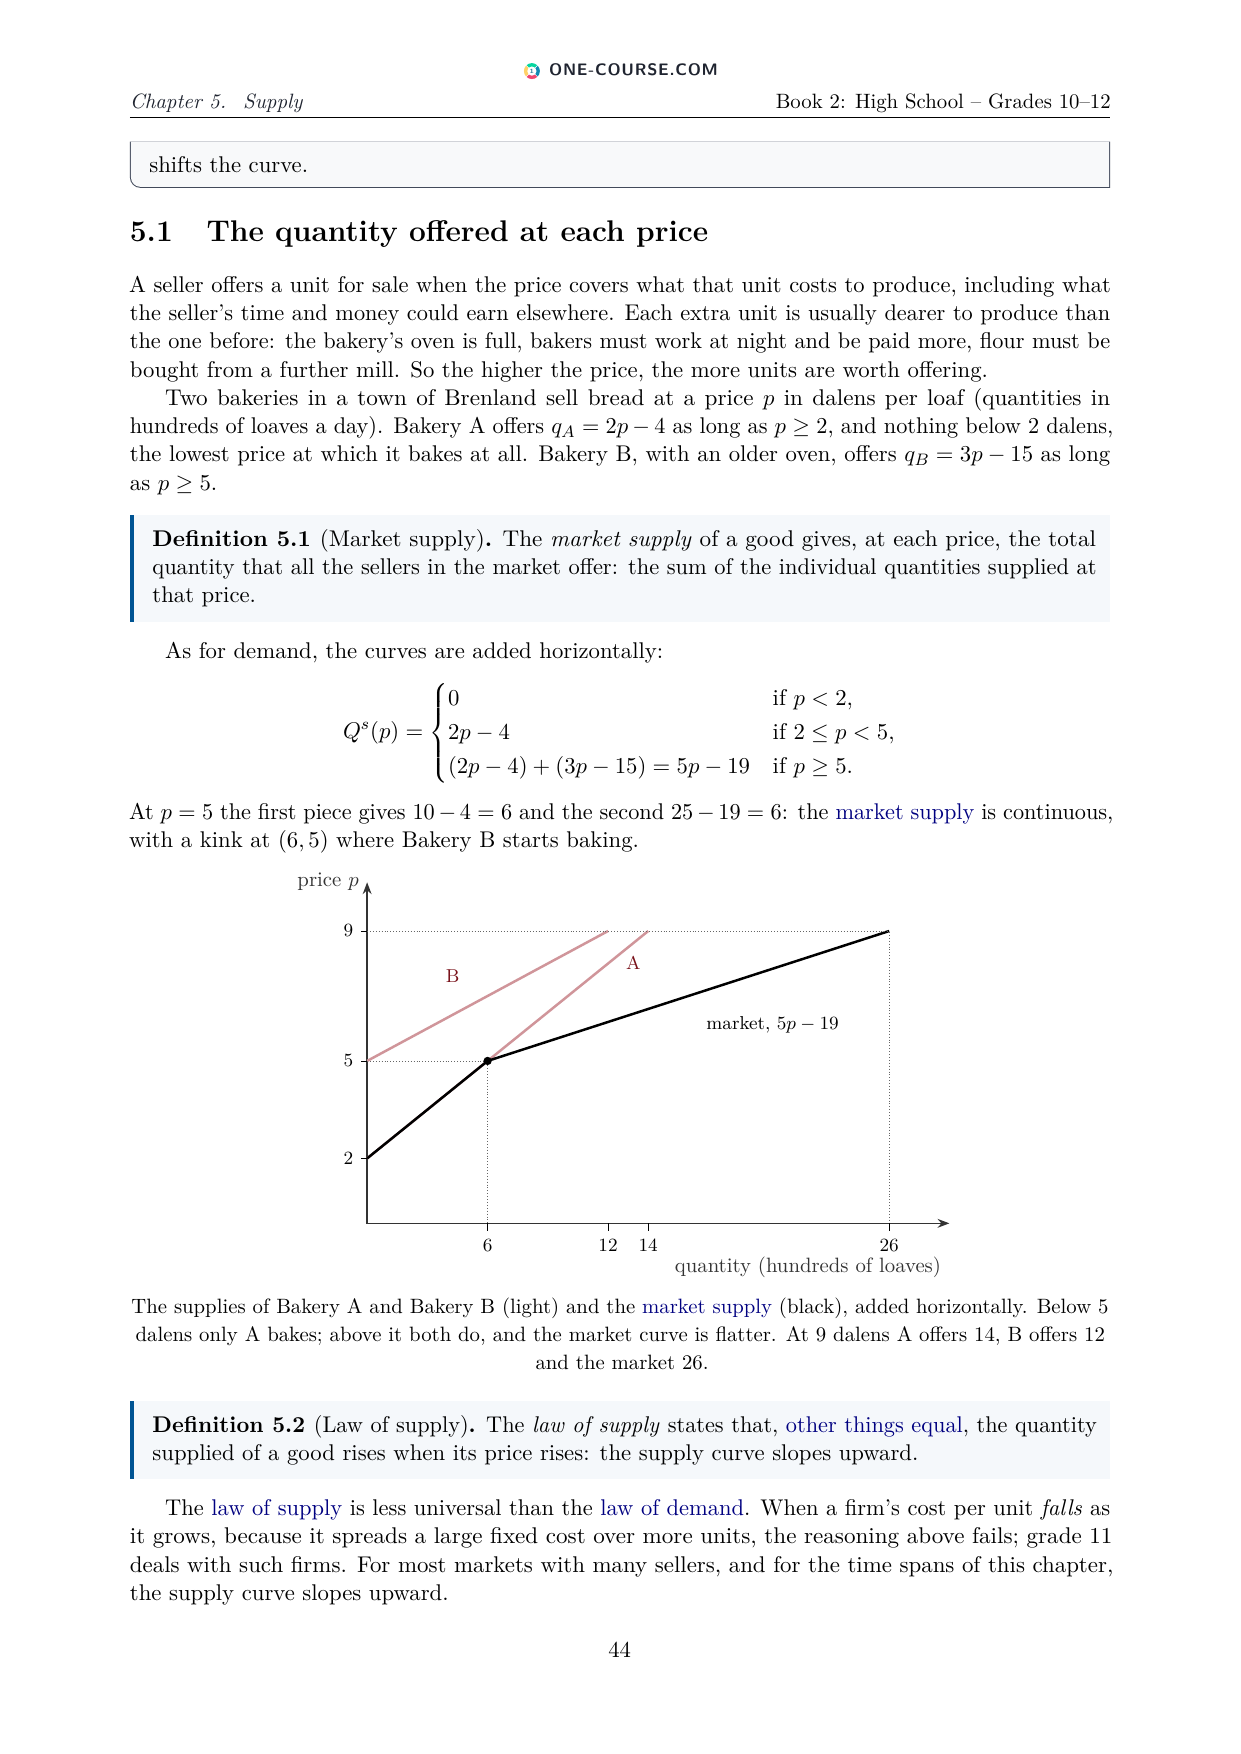 ONE-COURSE.COM
Chapter 5. Supply Book 2: High School – Grades 10–12
shifts the curve.
5.1 The quantity offered at each price
A seller offers a unit for sale when the price covers what that unit costs to produce, including what
the seller's time and money could earn elsewhere. Each extra unit is usually dearer to produce than
the one before: the bakery's oven is full, bakers must work at night and be paid more, flour must be
bought from a further mill. So the higher the price, the more units are worth offering.
Two bakeries in a town of Brenland sell bread at a price p in dalens per loaf (quantities in
hundreds of loaves a day). Bakery A offers q_A = 2p − 4 as long as p ≥ 2, and nothing below 2 dalens,
the lowest price at which it bakes at all. Bakery B, with an older oven, offers q_B = 3p − 15 as long
as p ≥ 5.
Definition 5.1 (Market supply). The market supply of a good gives, at each price, the total
quantity that all the sellers in the market offer: the sum of the individual quantities supplied at
that price.
As for demand, the curves are added horizontally:
0 if p < 2,
Q^s(p) = { 2p − 4 if 2 ≤ p < 5,
(2p − 4) + (3p − 15) = 5p − 19 if p ≥ 5.
At p = 5 the first piece gives 10 − 4 = 6 and the second 25 − 19 = 6: the market supply is continuous,
with a kink at (6, 5) where Bakery B starts baking.
price p
9
B
A
market, 5p − 19
5
2
6 12 14 26
quantity (hundreds of loaves)
The supplies of Bakery A and Bakery B (light) and the market supply (black), added horizontally. Below 5
dalens only A bakes; above it both do, and the market curve is flatter. At 9 dalens A offers 14, B offers 12
and the market 26.
Definition 5.2 (Law of supply). The law of supply states that, other things equal, the quantity
supplied of a good rises when its price rises: the supply curve slopes upward.
The law of supply is less universal than the law of demand. When a firm's cost per unit falls as
it grows, because it spreads a large fixed cost over more units, the reasoning above fails; grade 11
deals with such firms. For most markets with many sellers, and for the time spans of this chapter,
the supply curve slopes upward.
44